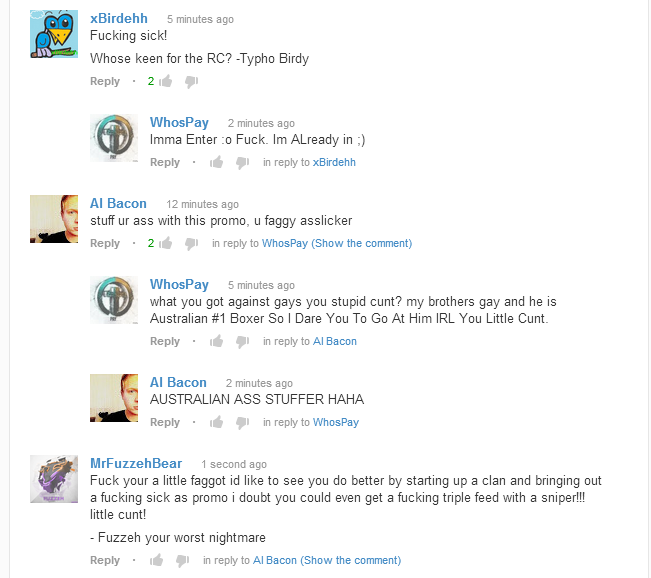 xBirdehh 5 minutes ago
Fucking sick!
Whose keen for the RC? -Typho Birdy
Reply · 2
WhosPay 2 minutes ago
Imma Enter :o Fuck. Im ALready in ;)
Reply · in reply to xBirdehh
Al Bacon 12 minutes ago
stuff ur ass with this promo, u faggy asslicker
Reply · 2 in reply to WhosPay (Show the comment)
WhosPay 5 minutes ago
what you got against gays you stupid cunt? my brothers gay and he is
Australian #1 Boxer So I Dare You To Go At Him IRL You Little Cunt.
Reply · in reply to Al Bacon
Al Bacon 2 minutes ago
AUSTRALIAN ASS STUFFER HAHA
Reply · in reply to WhosPay
MrFuzzehBear 1 second ago
Fuck your a little faggot id like to see you do better by starting up a clan and bringing out
a fucking sick as promo i doubt you could even get a fucking triple feed with a sniper!!!
little cunt!
- Fuzzeh your worst nightmare
Reply · in reply to Al Bacon (Show the comment)